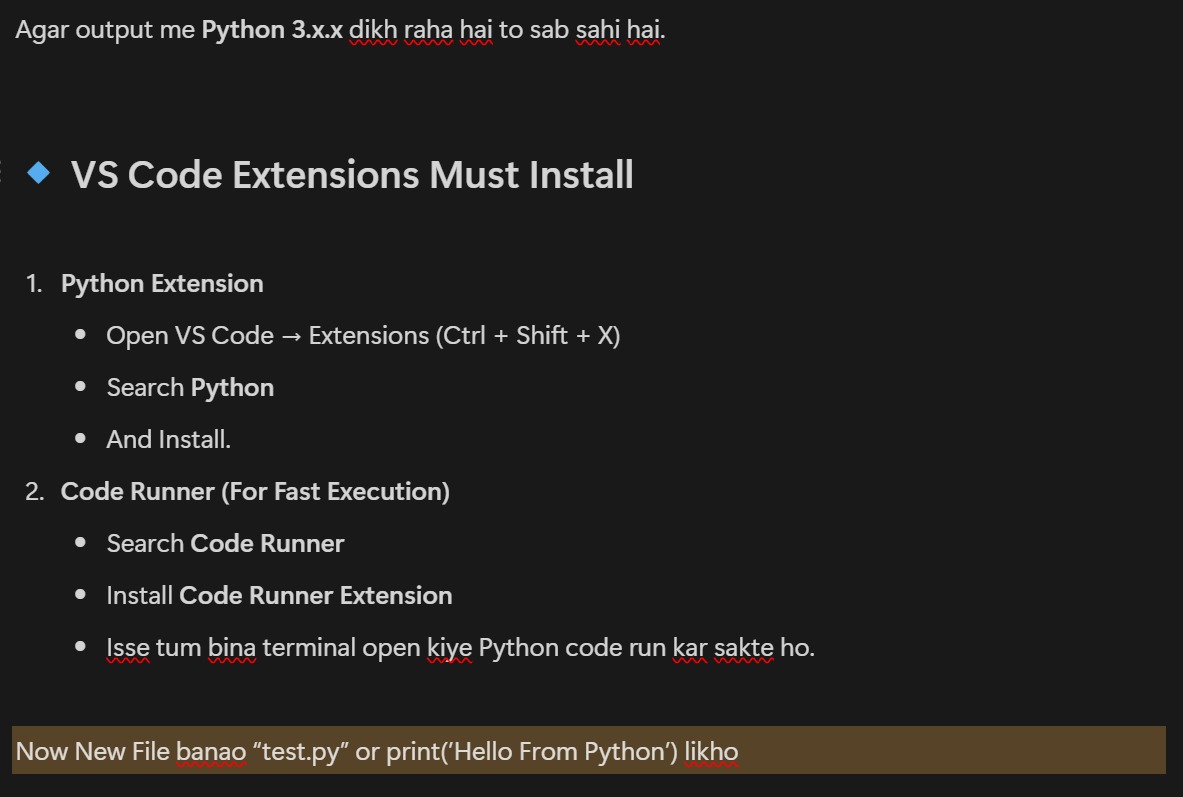 Agar output me Python 3.x.x dikh raha hai to sab sahi hai.
VS Code Extensions Must Install
1. Python Extension
• Open VS Code → Extensions (Ctrl + Shift + X)
• Search Python
• And Install.
2. Code Runner (For Fast Execution)
• Search Code Runner
• Install Code Runner Extension
• Isse tum bina terminal open kiye Python code run kar sakte ho.
Now New File banao “test.py” or print(‘Hello From Python’) likho